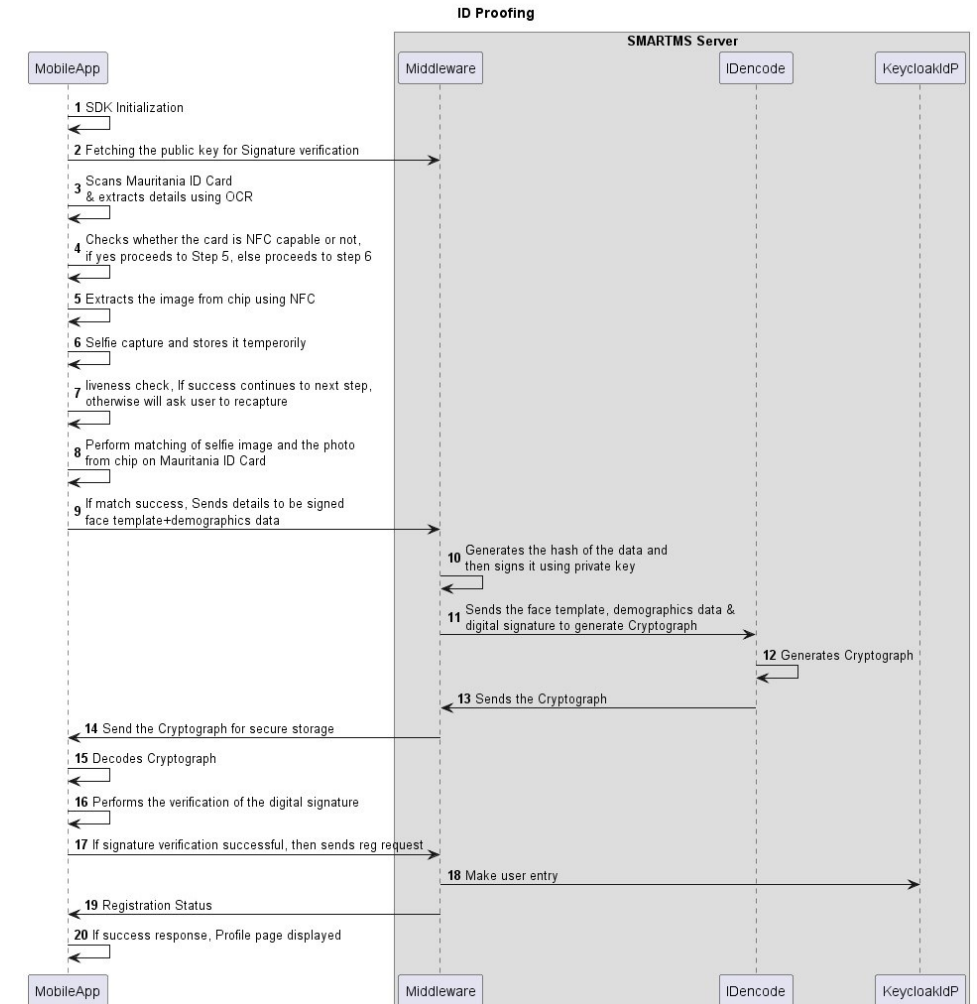 ID Proofing
SMARTMS Server
MobileApp
Middleware
IDencode
KeycloakIdP
1 SDK Initialization
2 Fetching the public key for Signature verification
3 Scans Mauritania ID Card
& extracts details using OCR
4 Checks whether the card is NFC capable or not,
if yes proceeds to Step 5, else proceeds to step 6
5 Extracts the image from chip using NFC
6 Selfie capture and stores it temperorily
7 liveness check, If success continues to next step,
otherwise will ask user to recapture
8 Perform matching of selfie image and the photo
from chip on Mauritania ID Card
9 If match success, Sends details to be signed
face template+demographics data
10 Generates the hash of the data and
then signs it using private key
11 Sends the face template, demographics data &
digital signature to generate Cryptograph
12 Generates Cryptograph
13 Sends the Cryptograph
14 Send the Cryptograph for secure storage
15 Decodes Cryptograph
16 Performs the verification of the digital signature
17 If signature verification successful, then sends reg request
18 Make user entry
19 Registration Status
20 If success response, Profile page displayed
MobileApp
Middleware
IDencode
KeycloakIdP